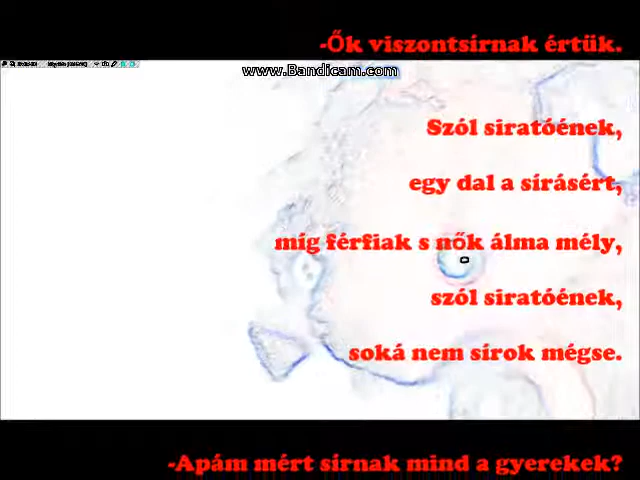 -Ők viszontsirnak értük.
www.Bandicam.com
Szól siratóének,
egy dal a sírásért,
míg férfiak s nők álma mély,
szól siratóének,
soká nem sírok mégse.
-Apám mért sírnak mind a gyerekek?